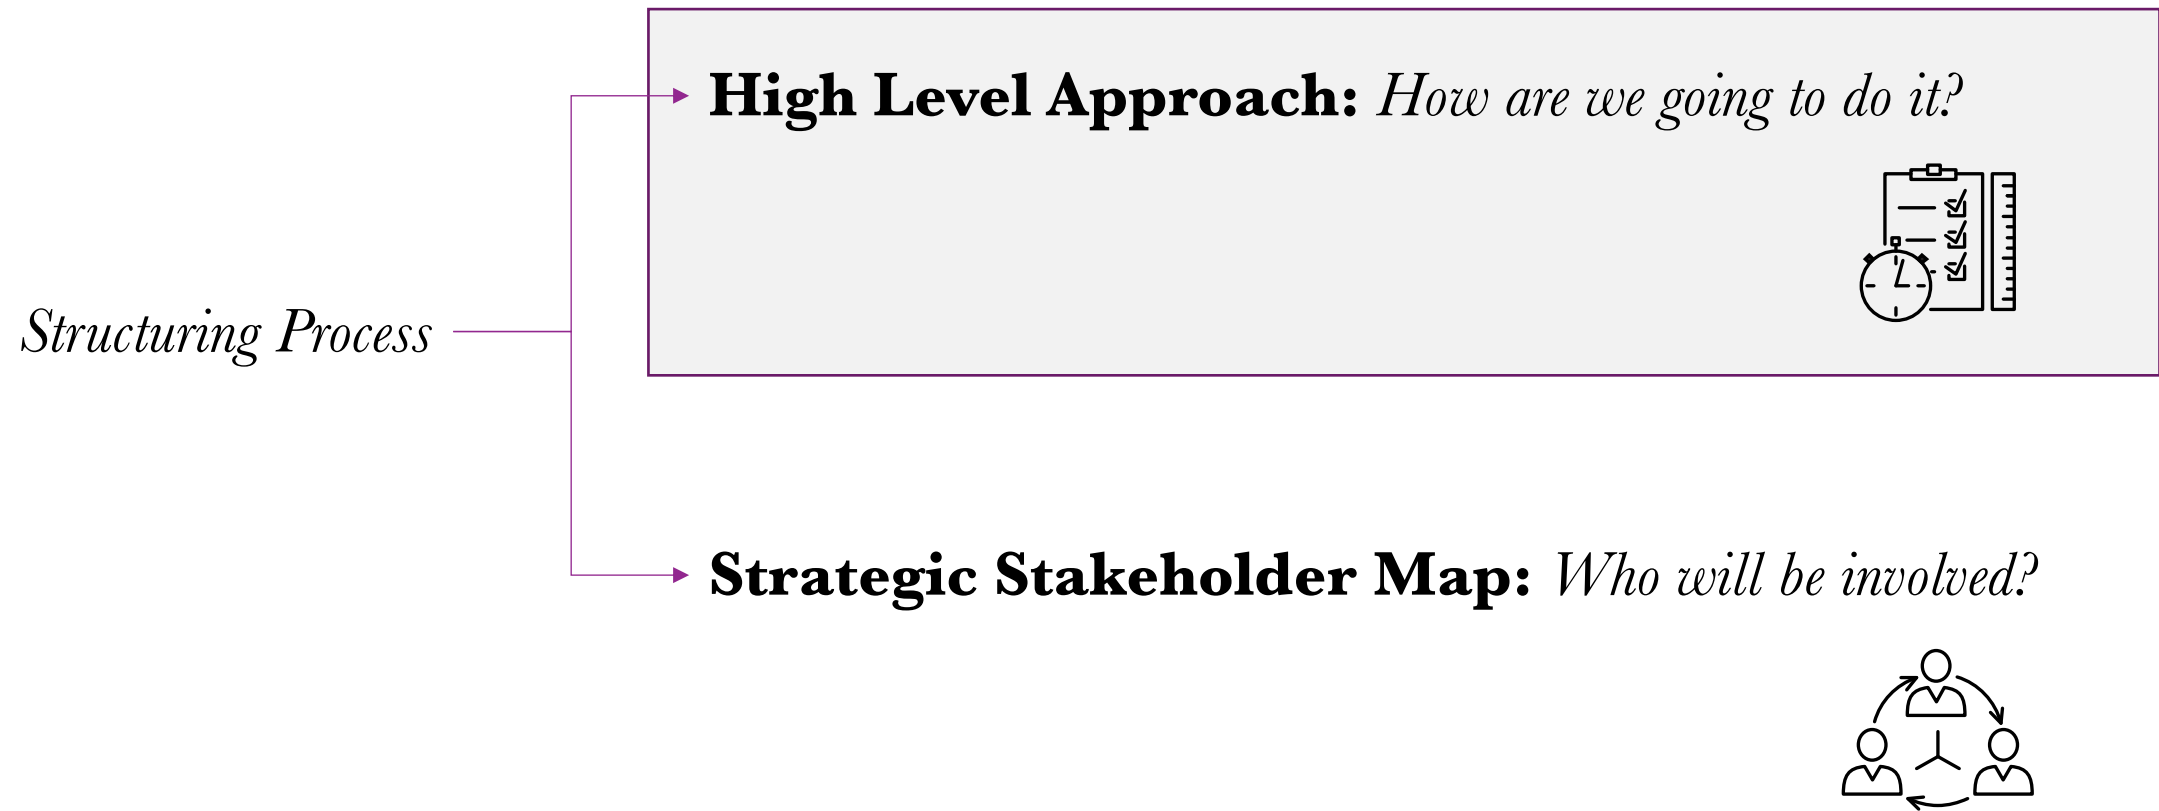 High Level Approach: How are we going to do it?
Structuring Process
Strategic Stakeholder Map: Who will be involved?